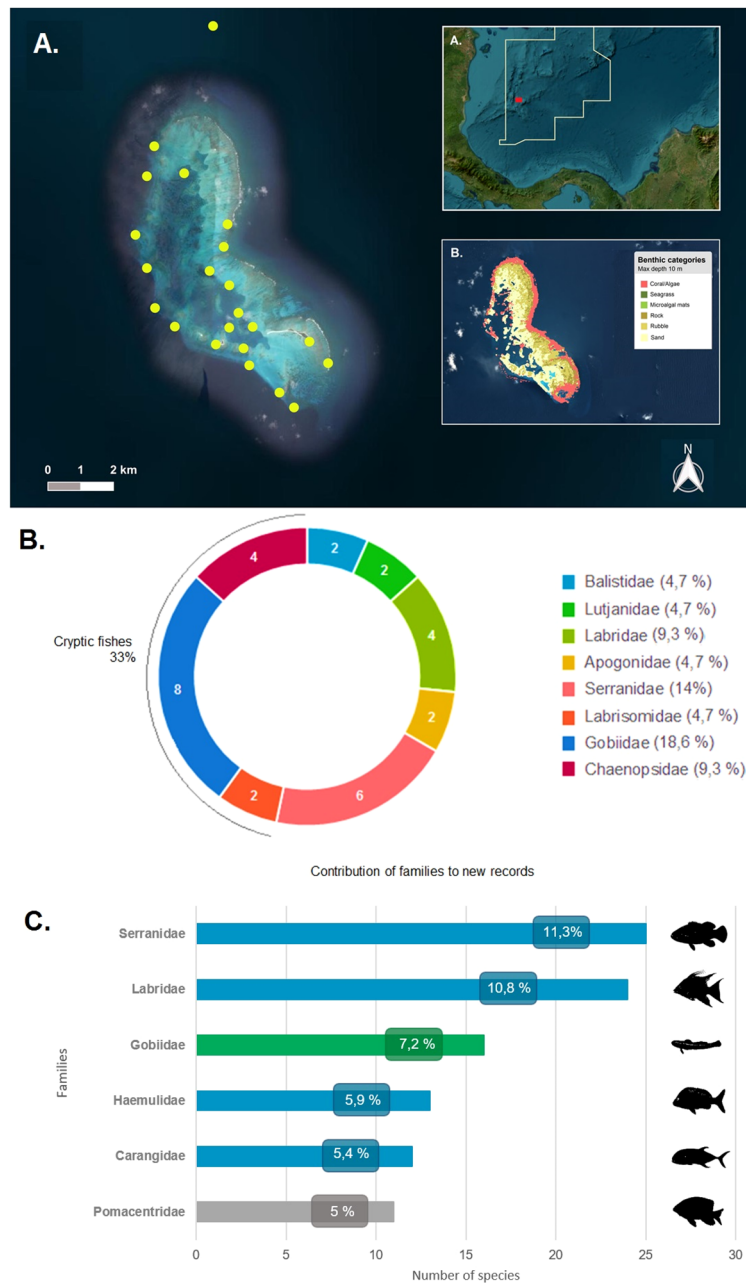 A.
A.
B.
Benthic categories
Max depth 10 m
Coral/Algae
Seagrass
Microalgal mats
Rock
Rubble
Sand
N
0 1 2 km
B.
Cryptic fishes
33%
4
2
2
4
2
6
2
8
Balistidae (4,7 %)
Lutjanidae (4,7 %)
Labridae (9,3 %)
Apogonidae (4,7 %)
Serranidae (14%)
Labrisomidae (4,7 %)
Gobiidae (18,6 %)
Chaenopsidae (9,3 %)
Contribution of families to new records
C.
Families
Serranidae 11,3%
Labridae 10,8 %
Gobiidae 7,2 %
Haemulidae 5,9 %
Carangidae 5,4 %
Pomacentridae 5 %
0 5 10 15 20 25 30
Number of species